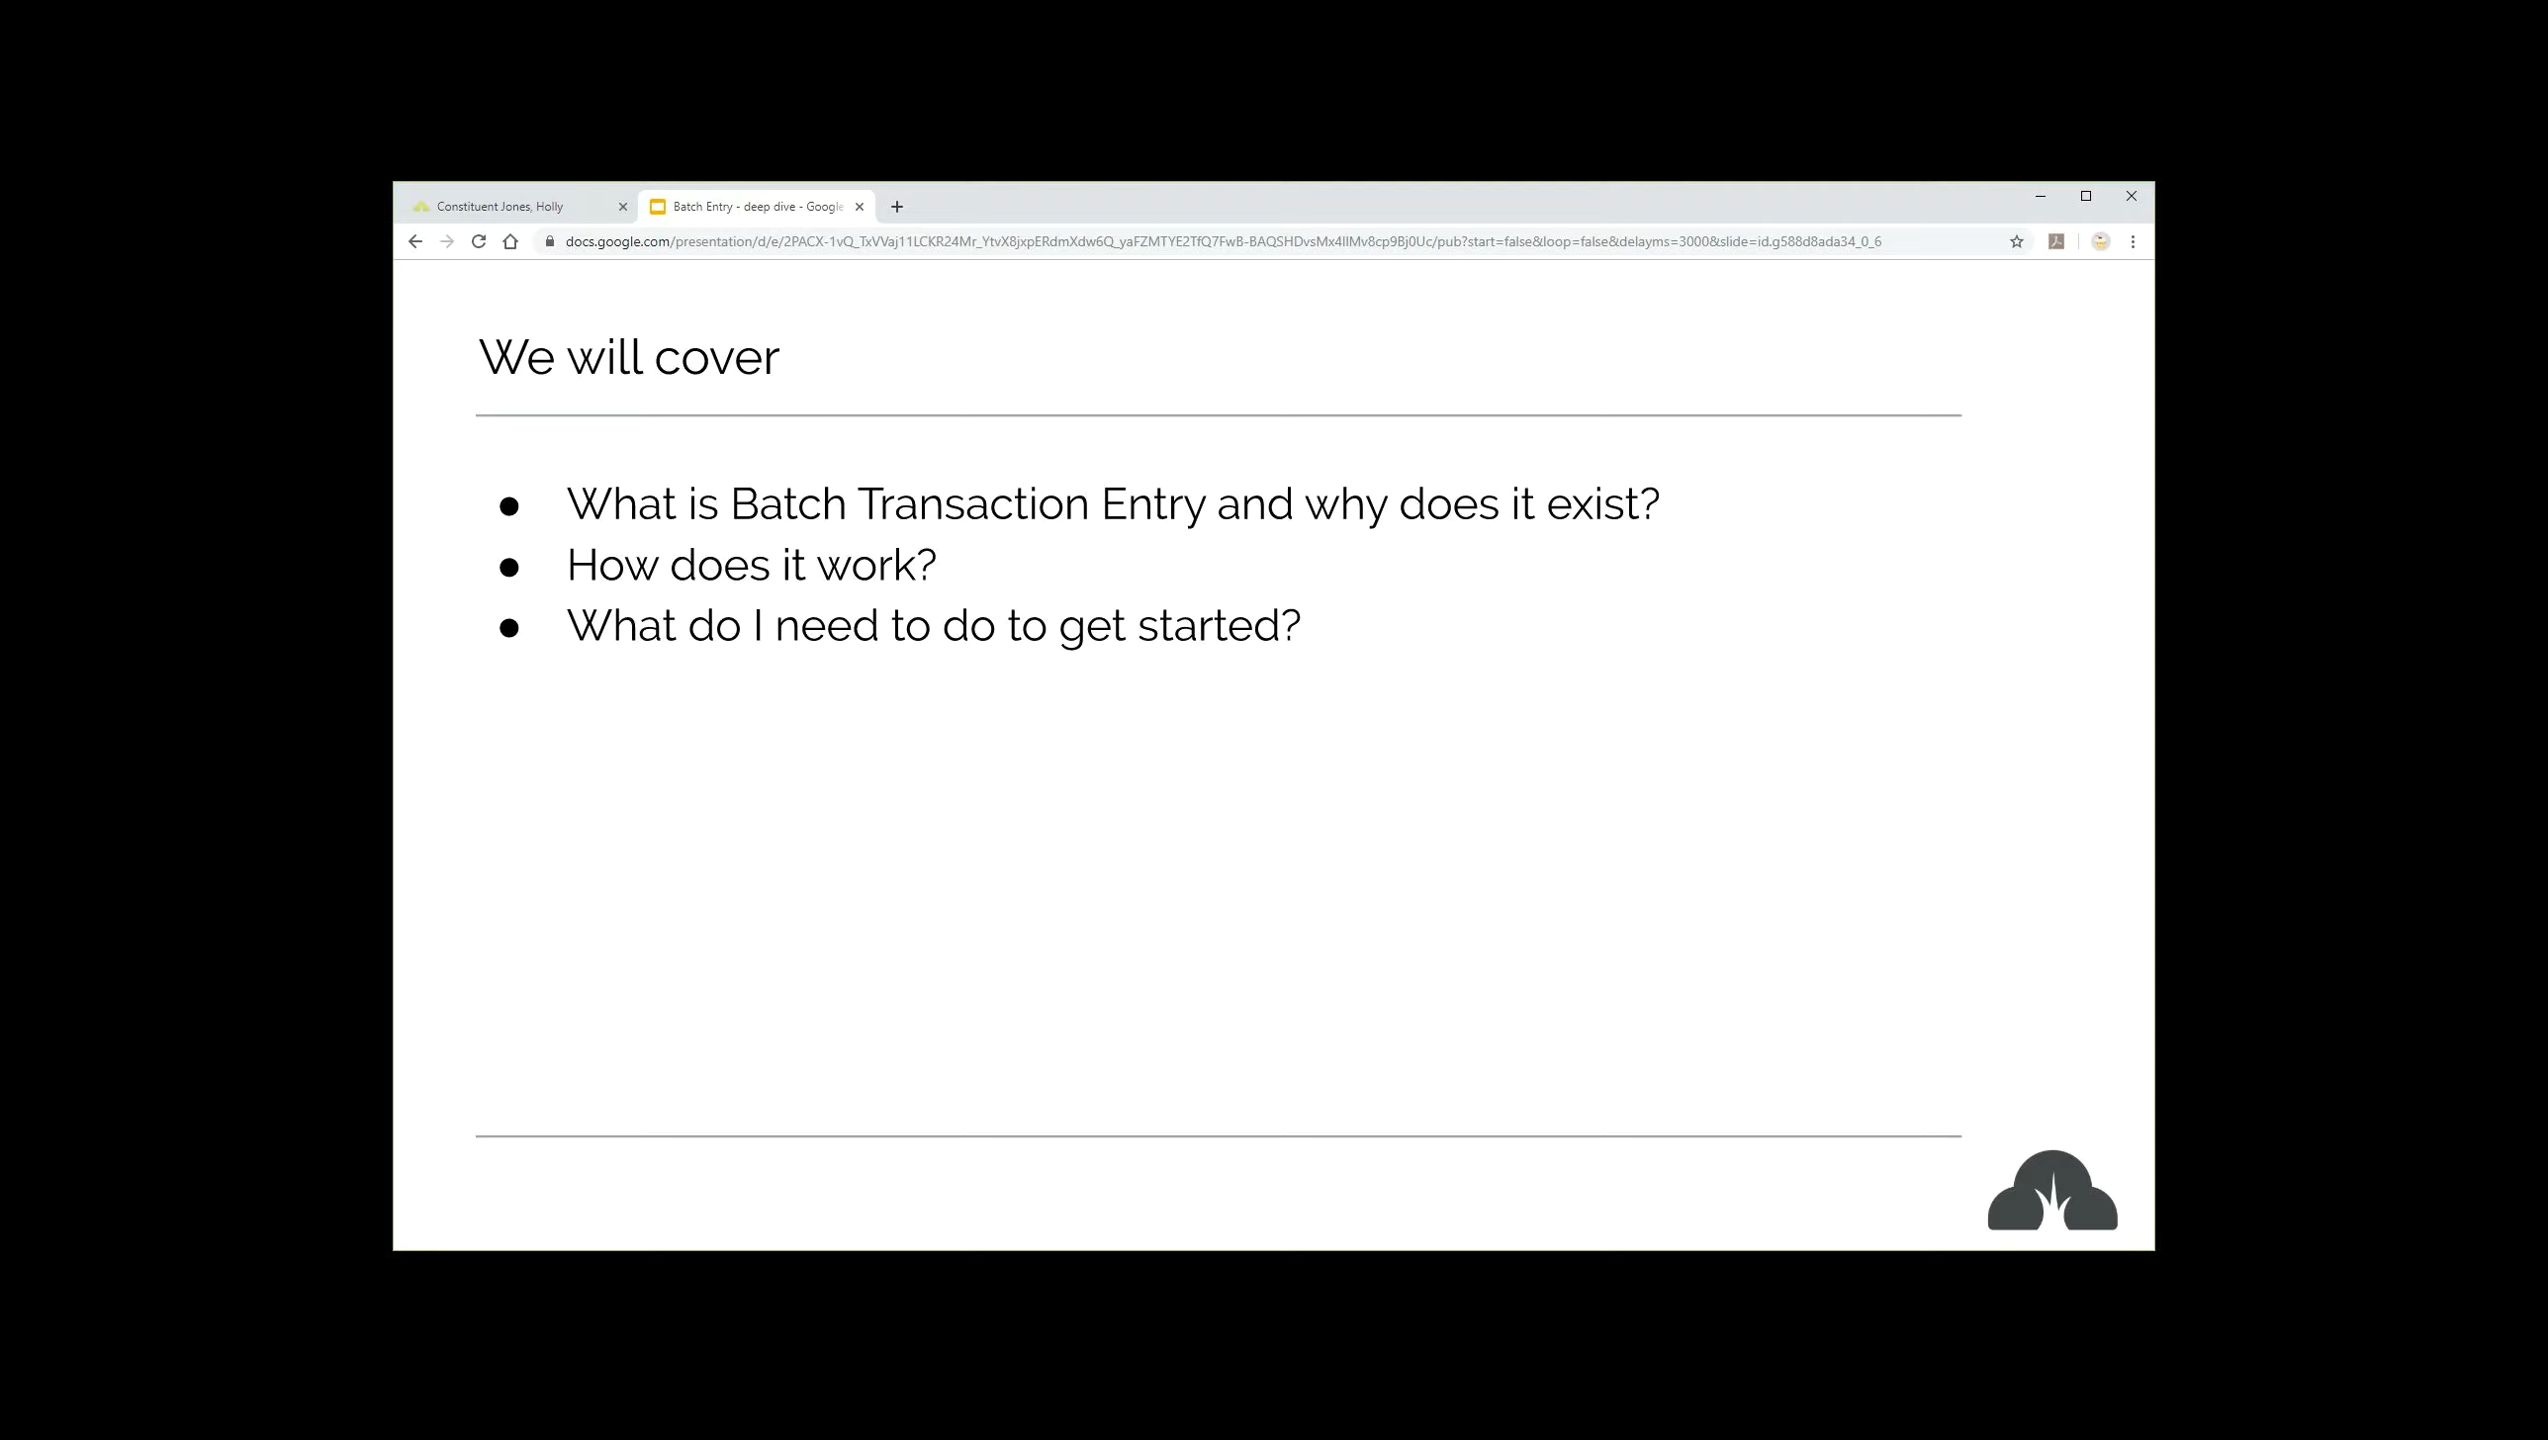 Constituent Jones, Holly
Batch Entry - deep dive - Google
docs.google.com/presentation/d/e/2PACX-1vQ_TxVVaj11LCKR24Mr_YtvX8jxpERdmXdw6Q_yaFZMTYE2TfQ7FwB-BAQSHDvsMx4IIMv8cp9Bj0Uc/pub?start=false&loop=false&delayms=3000&slide=id.g588d8ada34_0_6
We will cover
● What is Batch Transaction Entry and why does it exist?
● How does it work?
● What do I need to do to get started?